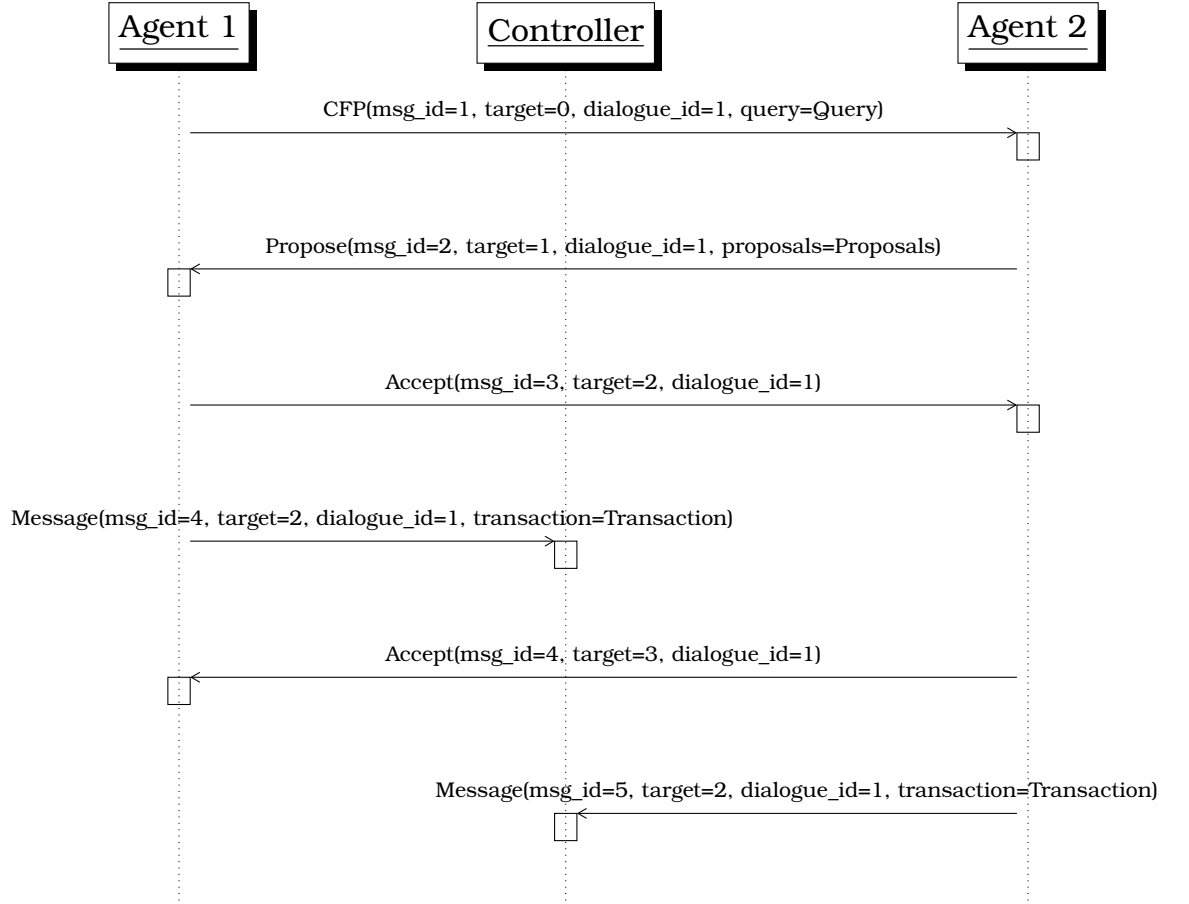 Agent 1
Controller
Agent 2
CFP(msg_id=1, target=0, dialogue_id=1, query=Query)
Propose(msg_id=2, target=1, dialogue_id=1, proposals=Proposals)
Accept(msg_id=3, target=2, dialogue_id=1)
Message(msg_id=4, target=2, dialogue_id=1, transaction=Transaction)
Accept(msg_id=4, target=3, dialogue_id=1)
Message(msg_id=5, target=2, dialogue_id=1, transaction=Transaction)